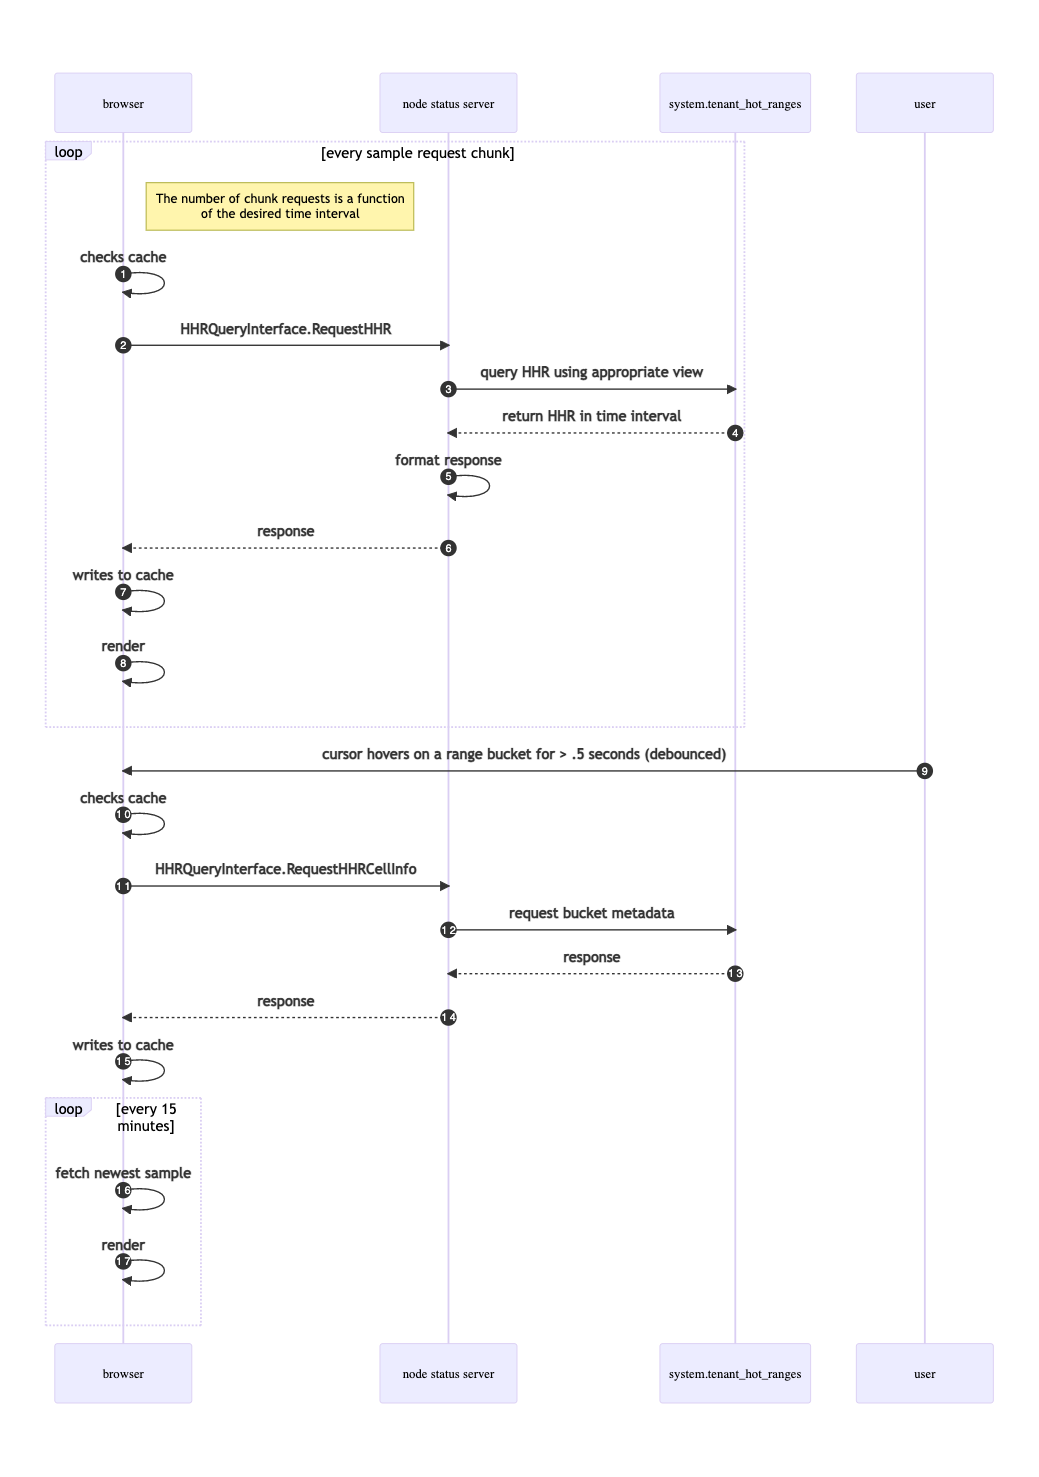 browser
node status server
system.tenant_hot_ranges
user
loop
[every sample request chunk]
The number of chunk requests is a function
of the desired time interval
checks cache
1
HHRQueryInterface.RequestHHR
2
query HHR using appropriate view
3
return HHR in time interval
4
format response
5
response
6
writes to cache
7
render
8
cursor hovers on a range bucket for > .5 seconds (debounced)
9
checks cache
10
HHRQueryInterface.RequestHHRCellInfo
11
request bucket metadata
12
response
13
response
14
writes to cache
15
loop
[every 15
minutes]
fetch newest sample
16
render
17
browser
node status server
system.tenant_hot_ranges
user